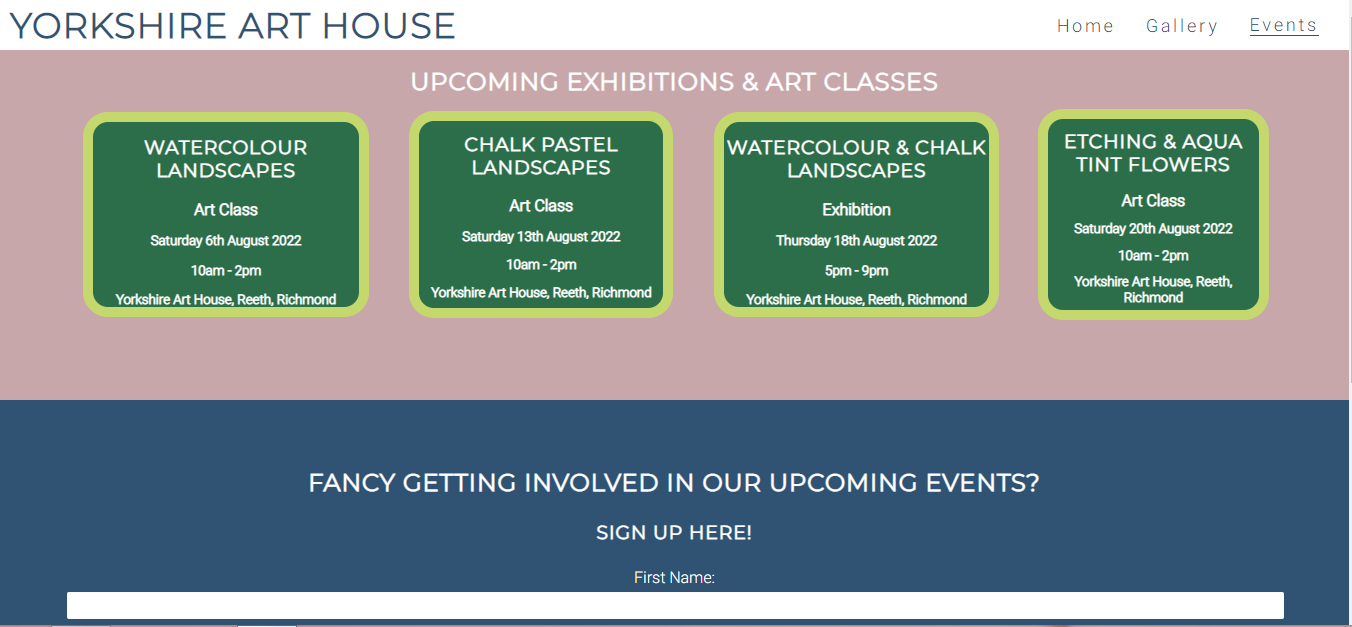 YORKSHIRE ART HOUSE
Home
Gallery
Events
UPCOMING EXHIBITIONS & ART CLASSES
WATERCOLOUR
LANDSCAPES
Art Class
Saturday 6th August 2022
10am - 2pm
Yorkshire Art House, Reeth, Richmond
CHALK PASTEL
LANDSCAPES
Art Class
Saturday 13th August 2022
10am - 2pm
Yorkshire Art House, Reeth, Richmond
WATERCOLOUR & CHALK
LANDSCAPES
Exhibition
Thursday 18th August 2022
5pm - 9pm
Yorkshire Art House, Reeth, Richmond
ETCHING & AQUA
TINT FLOWERS
Art Class
Saturday 20th August 2022
10am - 2pm
Yorkshire Art House, Reeth,
Richmond
FANCY GETTING INVOLVED IN OUR UPCOMING EVENTS?
SIGN UP HERE!
First Name: